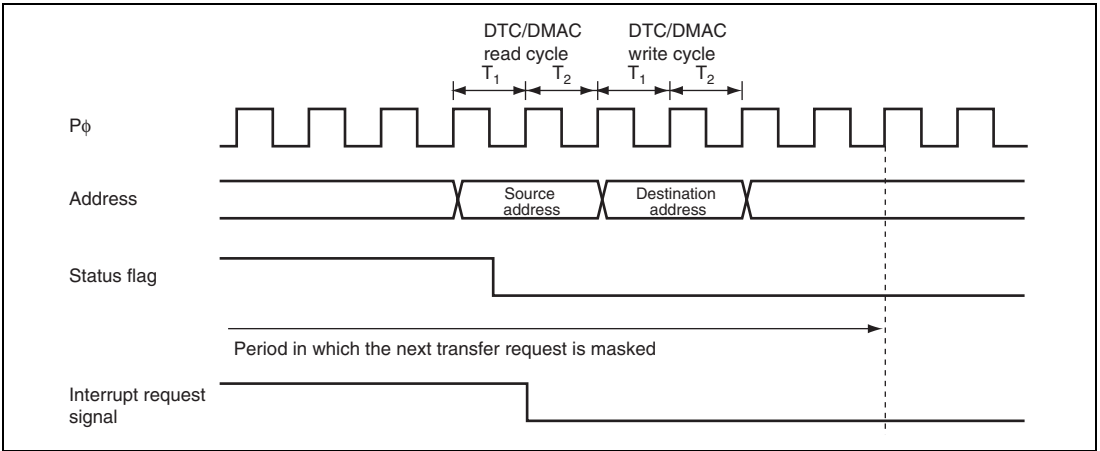 DTC/DMAC DTC/DMAC
read cycle write cycle
T1 T2 T1 T2
Pϕ
Address
Source Destination
address address
Status flag
Period in which the next transfer request is masked
Interrupt request
signal